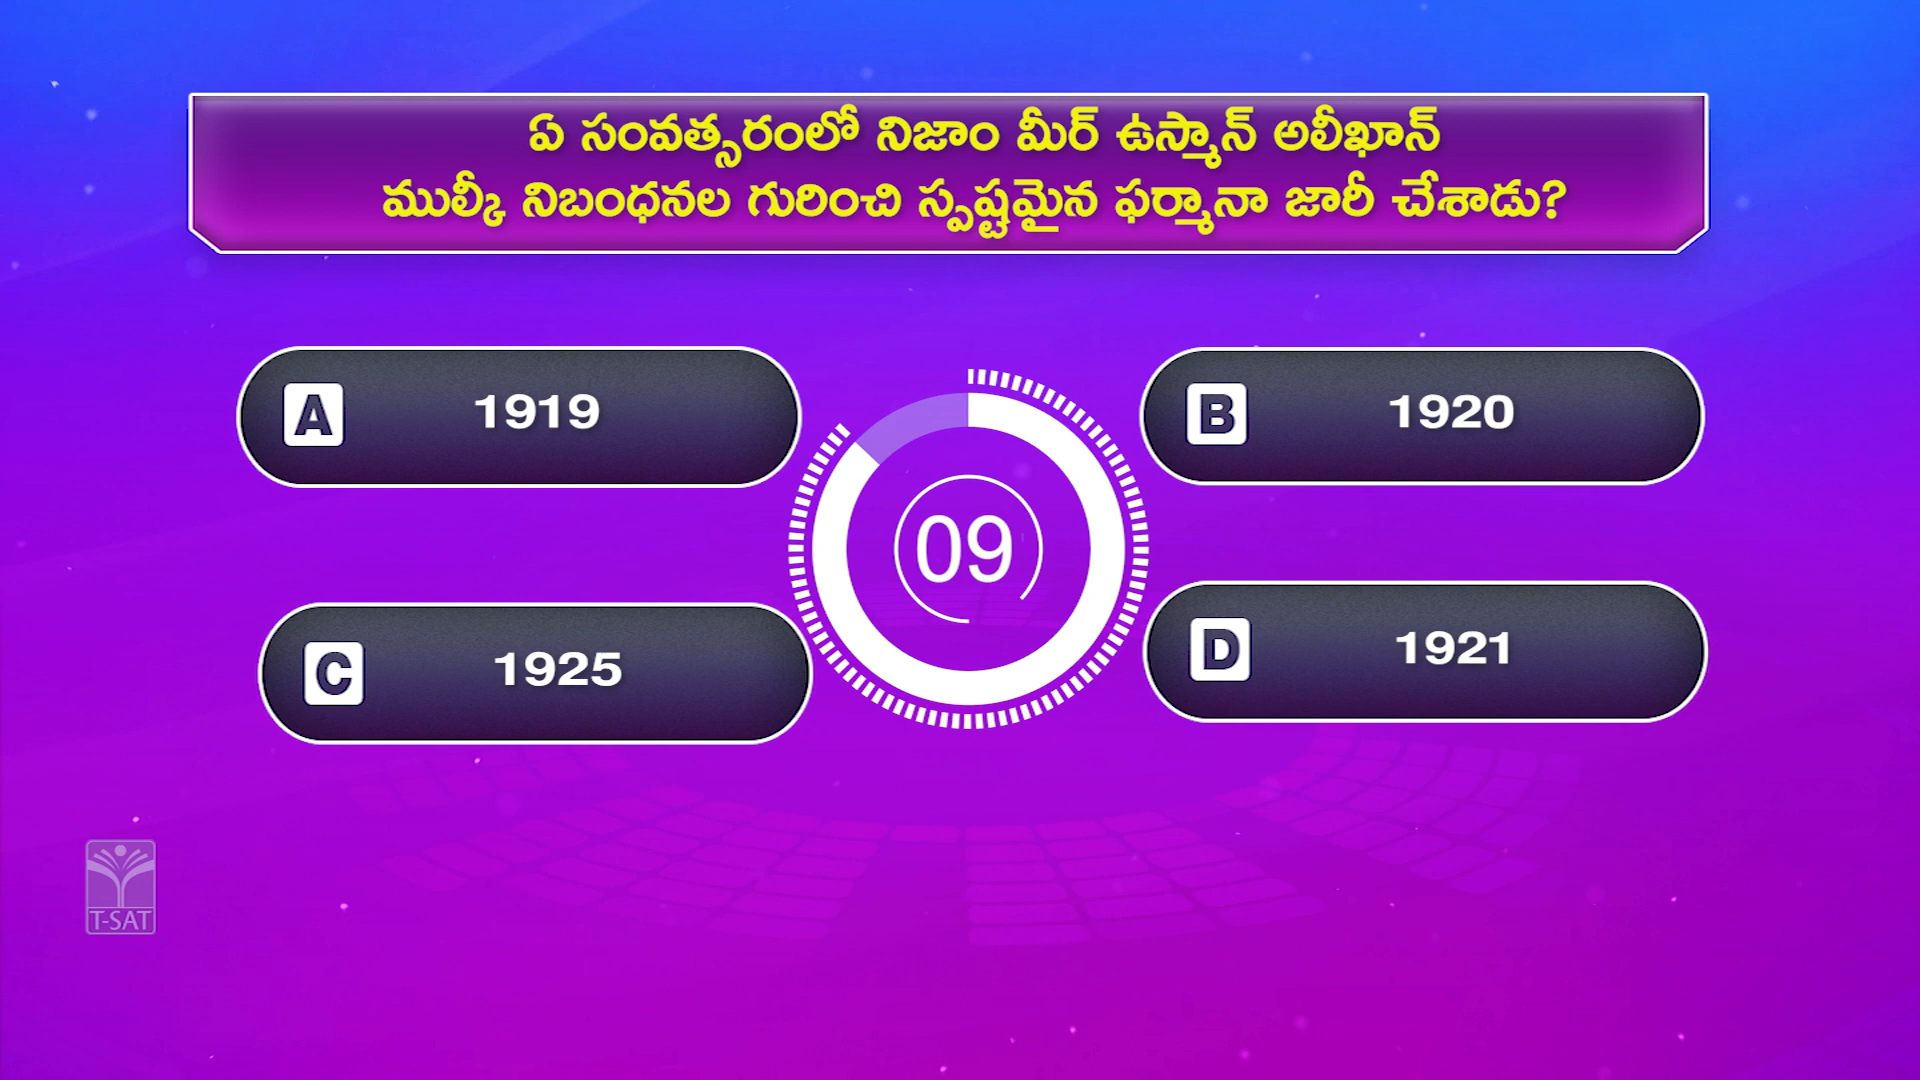 ఏ సంవత్సరంలో నిజాం మీర్ ఉస్మాన్ అలీఖాన్
ముల్కీ నిబంధనల గురించి స్పష్టమైన ఫర్మానా జారీ చేశాడు?
A 1919
B 1920
09
C 1925
D 1921
T-SAT